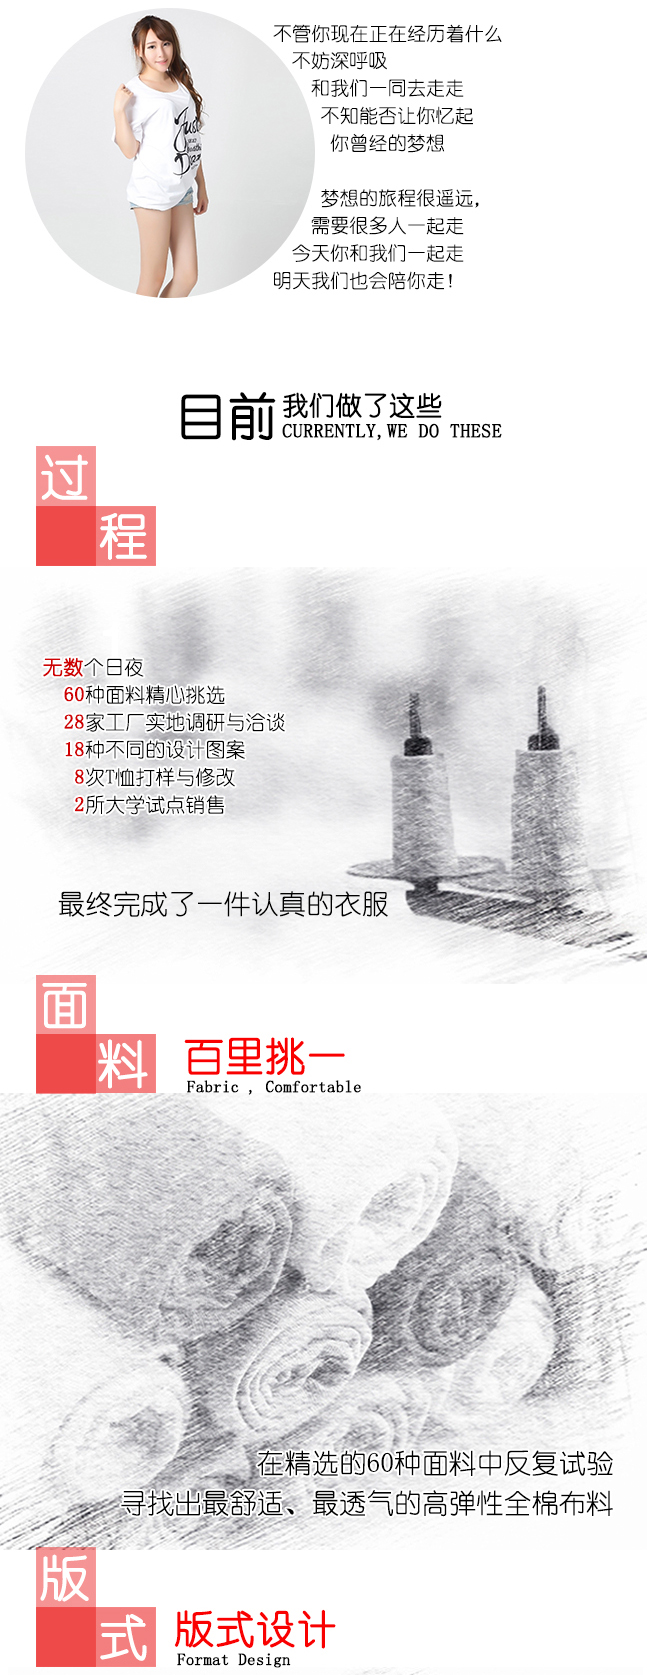 不管你现在正在经历着什么
不妨深呼吸
和我们一同去走走
不知能否让你忆起
你曾经的梦想
梦想的旅程很遥远，
需要很多人一起走
今天你和我们一起走
明天我们也会陪你走！
Just
目前我们做了这些
CURRENTLY,WE DO THESE
过程
无数个日夜
60种面料精心挑选
28家工厂实地调研与洽谈
18种不同的设计图案
8次T恤打样与修改
2所大学试点销售
最终完成了一件认真的衣服
面料
百里挑一
Fabric , Comfortable
在精选的60种面料中反复试验
寻找出最舒适、最透气的高弹性全棉布料
版式
版式设计
Format Design